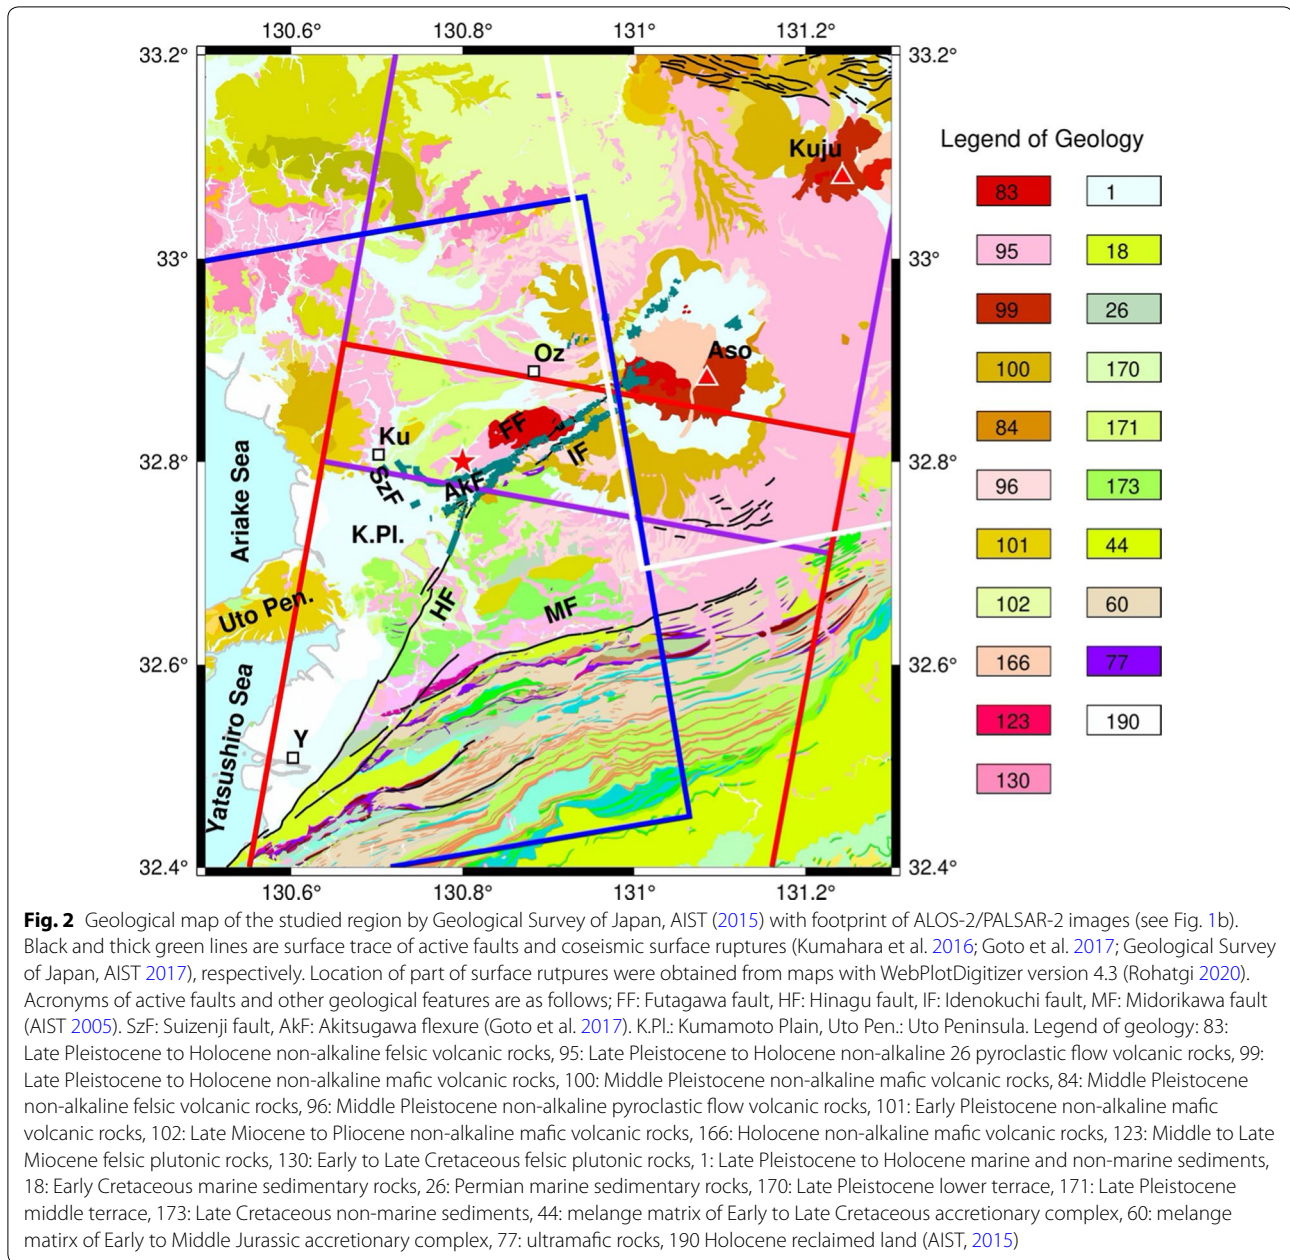 130.6°
130.8°
131°
131.2°
33.2°
33.2°
Kuju
Legend of Geology
83
1
95
18
33°
33°
99
26
Oz
Aso
100
170
Ku
FF
84
171
32.8°
32.8°
SzF
AkF
IF
96
173
Ariake Sea
K.Pl.
101
44
Uto Pen.
HF
MF
102
60
32.6°
32.6°
166
77
Yatsushiro Sea
Y
123
190
130
32.4°
32.4°
130.6°
130.8°
131°
131.2°
Fig. 2 Geological map of the studied region by Geological Survey of Japan, AIST (2015) with footprint of ALOS-2/PALSAR-2 images (see Fig. 1b).
Black and thick green lines are surface trace of active faults and coseismic surface ruptures (Kumahara et al. 2016; Goto et al. 2017; Geological Survey
of Japan, AIST 2017), respectively. Location of part of surface rutpures were obtained from maps with WebPlotDigitizer version 4.3 (Rohatgi 2020).
Acronyms of active faults and other geological features are as follows; FF: Futagawa fault, HF: Hinagu fault, IF: Idenokuchi fault, MF: Midorikawa fault
(AIST 2005). SzF: Suizenji fault, AkF: Akitsugawa flexure (Goto et al. 2017). K.Pl.: Kumamoto Plain, Uto Pen.: Uto Peninsula. Legend of geology: 83:
Late Pleistocene to Holocene non-alkaline felsic volcanic rocks, 95: Late Pleistocene to Holocene non-alkaline 26 pyroclastic flow volcanic rocks, 99:
Late Pleistocene to Holocene non-alkaline mafic volcanic rocks, 100: Middle Pleistocene non-alkaline mafic volcanic rocks, 84: Middle Pleistocene
non-alkaline felsic volcanic rocks, 96: Middle Pleistocene non-alkaline pyroclastic flow volcanic rocks, 101: Early Pleistocene non-alkaline mafic
volcanic rocks, 102: Late Miocene to Pliocene non-alkaline mafic volcanic rocks, 166: Holocene non-alkaline mafic volcanic rocks, 123: Middle to Late
Miocene felsic plutonic rocks, 130: Early to Late Cretaceous felsic plutonic rocks, 1: Late Pleistocene to Holocene marine and non-marine sediments,
18: Early Cretaceous marine sedimentary rocks, 26: Permian marine sedimentary rocks, 170: Late Pleistocene lower terrace, 171: Late Pleistocene
middle terrace, 173: Late Cretaceous non-marine sediments, 44: melange matrix of Early to Late Cretaceous accretionary complex, 60: melange
matirx of Early to Middle Jurassic accretionary complex, 77: ultramafic rocks, 190 Holocene reclaimed land (AIST, 2015)